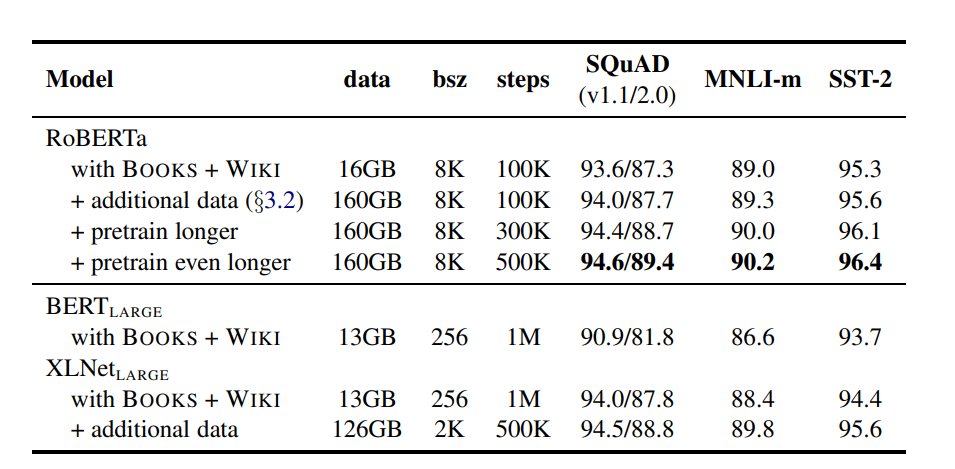 Model data bsz steps SQuAD (v1.1/2.0) MNLI-m SST-2
RoBERTa
with BOOKS + WIKI 16GB 8K 100K 93.6/87.3 89.0 95.3
+ additional data (§3.2) 160GB 8K 100K 94.0/87.7 89.3 95.6
+ pretrain longer 160GB 8K 300K 94.4/88.7 90.0 96.1
+ pretrain even longer 160GB 8K 500K 94.6/89.4 90.2 96.4
BERTLARGE
with BOOKS + WIKI 13GB 256 1M 90.9/81.8 86.6 93.7
XLNetLARGE
with BOOKS + WIKI 13GB 256 1M 94.0/87.8 88.4 94.4
+ additional data 126GB 2K 500K 94.5/88.8 89.8 95.6